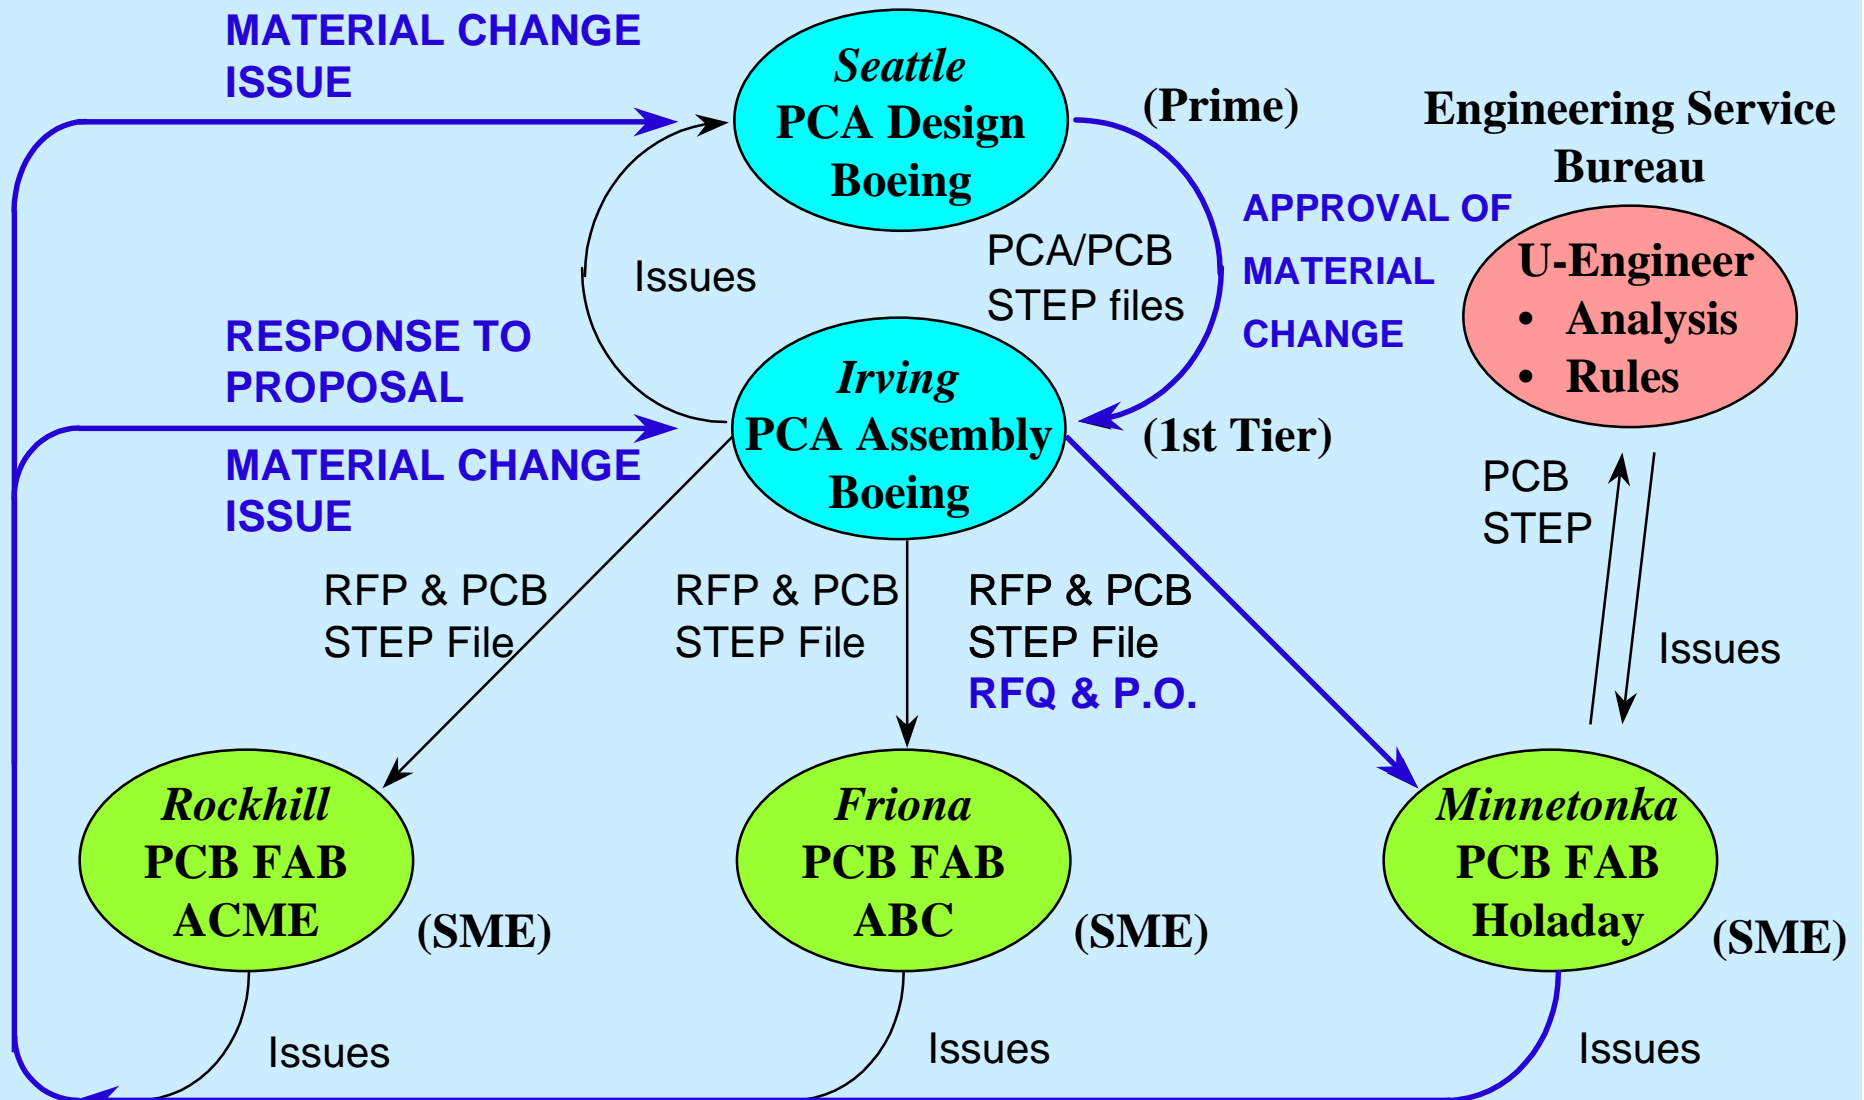 MATERIAL CHANGE
ISSUE
Seattle
PCA Design
Boeing
(Prime)
Engineering Service
Bureau
APPROVAL OF
MATERIAL
CHANGE
PCA/PCB
STEP files
Issues
U-Engineer
• Analysis
• Rules
RESPONSE TO
PROPOSAL
MATERIAL CHANGE
ISSUE
Irving
PCA Assembly
Boeing
(1st Tier)
PCB
STEP
Issues
RFP & PCB
STEP File
RFP & PCB
STEP File
RFP & PCB
STEP File
RFQ & P.O.
Rockhill
PCB FAB
ACME
(SME)
Friona
PCB FAB
ABC
(SME)
Minnetonka
PCB FAB
Holaday
(SME)
Issues
Issues
Issues